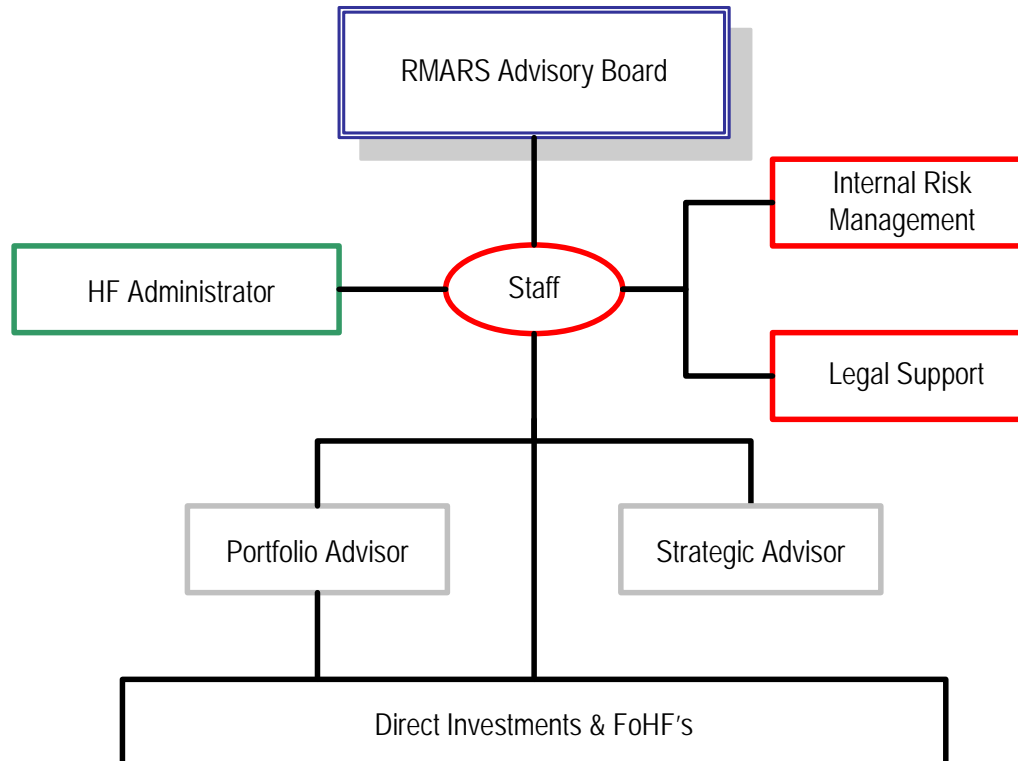 RMARS Advisory Board
Internal Risk
Management
HF Administrator
Staff
Legal Support
Portfolio Advisor
Strategic Advisor
Direct Investments & FoHF's